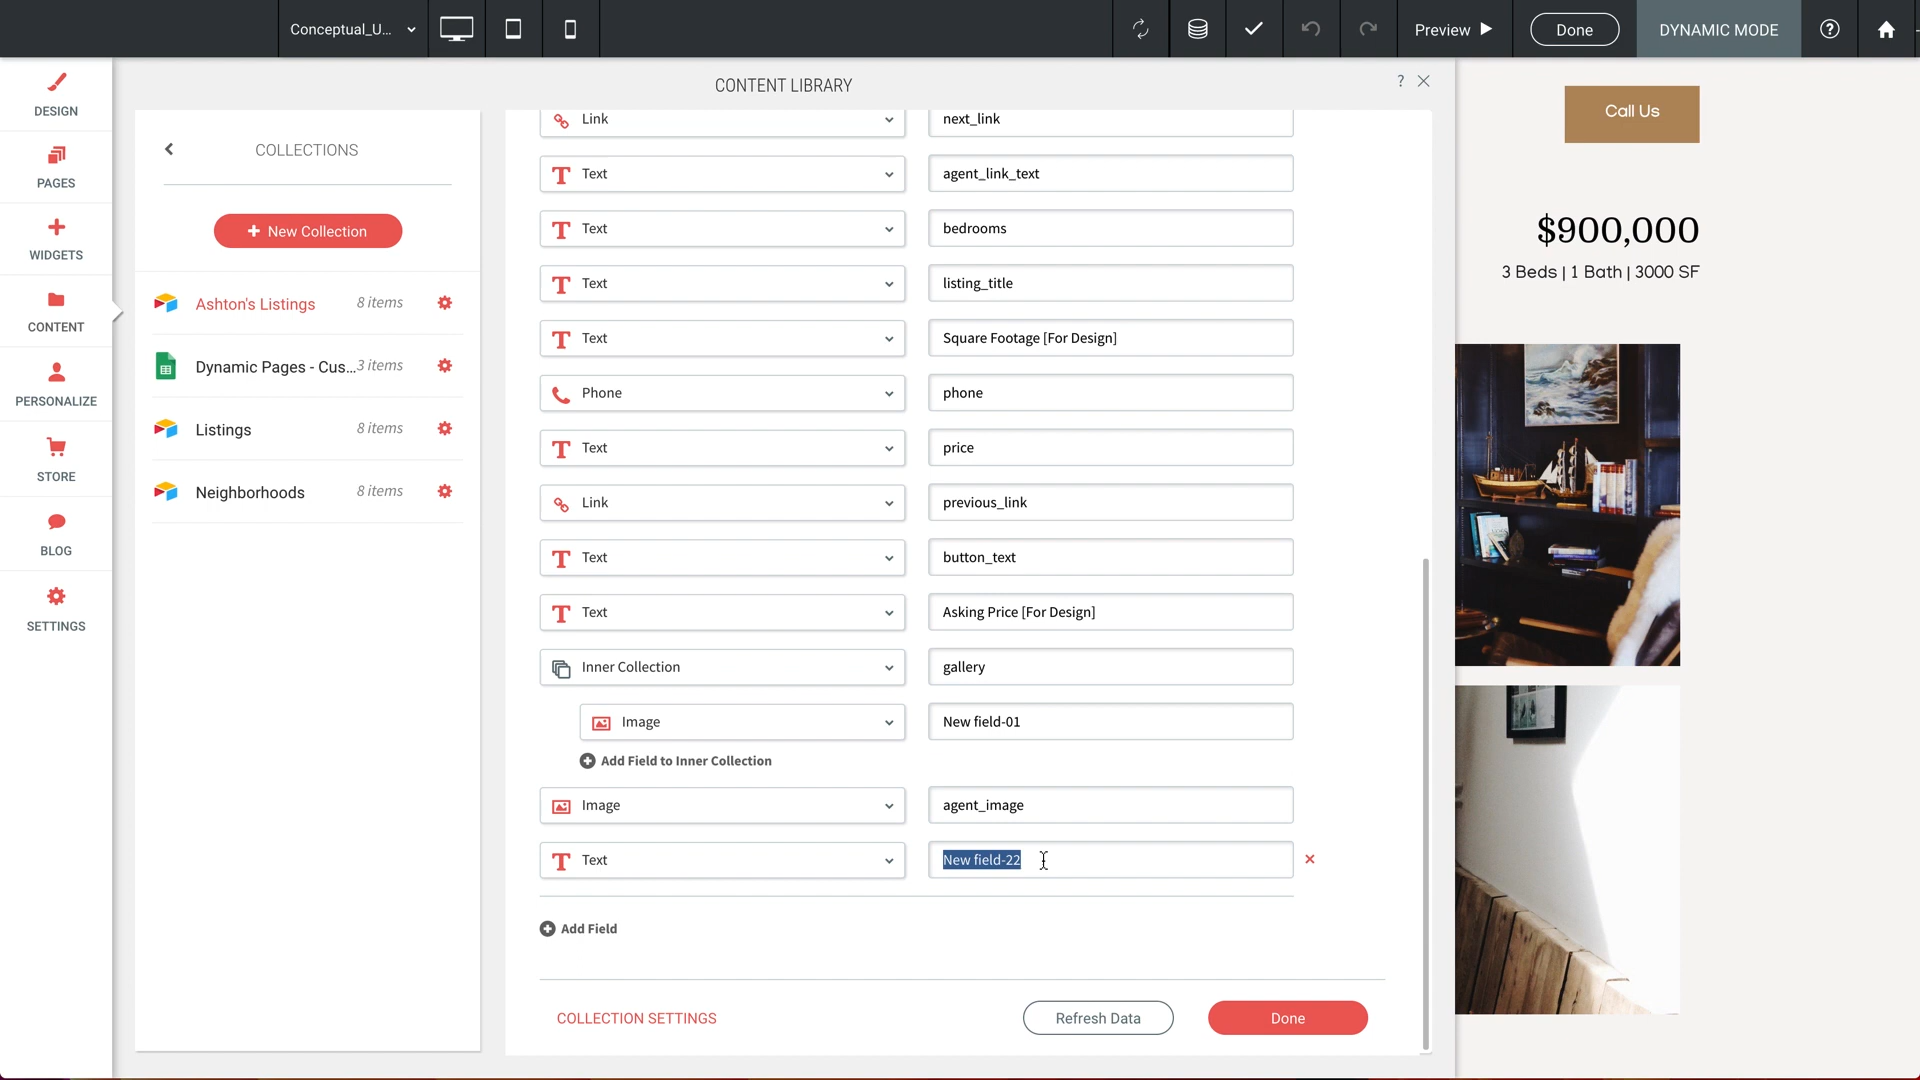 Conceptual_U...
Preview
Done
DYNAMIC MODE
DESIGN
PAGES
WIDGETS
CONTENT
PERSONALIZE
STORE
BLOG
SETTINGS
CONTENT LIBRARY
?
COLLECTIONS
+ New Collection
Ashton's Listings 8 items
Dynamic Pages - Cus... 3 items
Listings 8 items
Neighborhoods 8 items
Link next_link
Text agent_link_text
Text bedrooms
Text listing_title
Text Square Footage [For Design]
Phone phone
Text price
Link previous_link
Text button_text
Text Asking Price [For Design]
Inner Collection gallery
Image New field-01
Add Field to Inner Collection
Image agent_image
Text New field-22
Add Field
COLLECTION SETTINGS
Refresh Data
Done
Call Us
$900,000
3 Beds | 1 Bath | 3000 SF